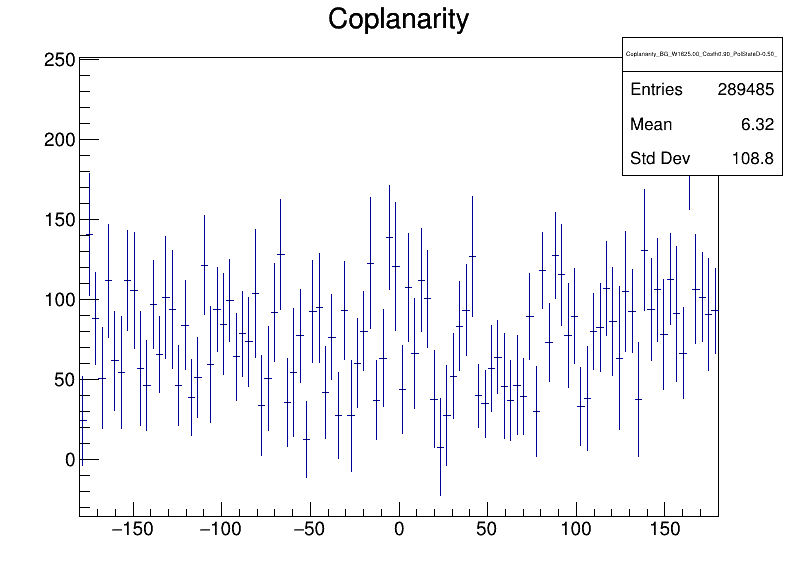 Coplanarity
Coplanarity_BG_W1625.00_Costh0.90_PolStateD-0.50_
Entries 289485
Mean 6.32
Std Dev 108.8
250
200
150
100
50
0
−150 −100 −50 0 50 100 150